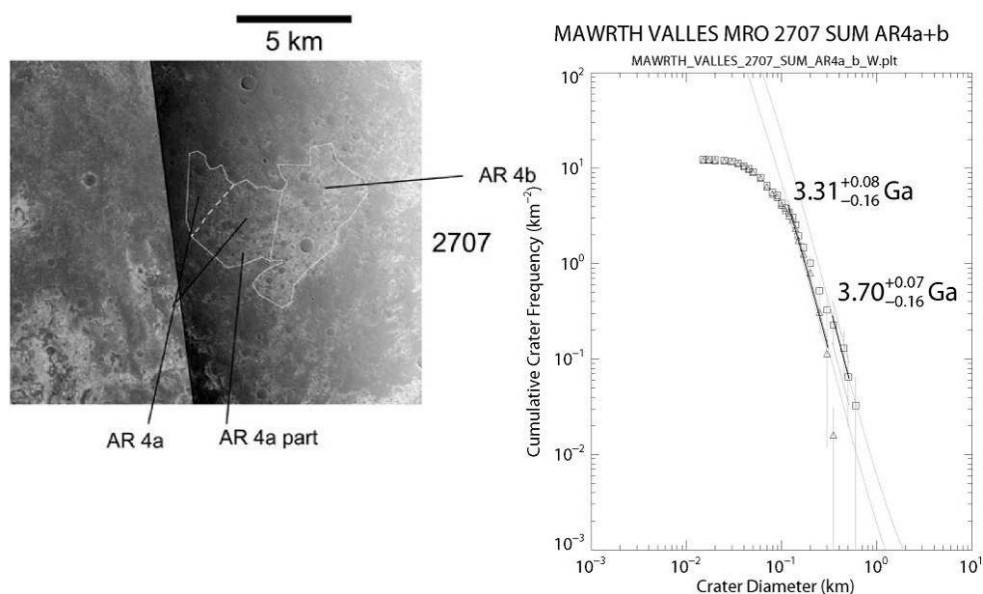 5 km
AR 4b
2707
AR 4a
AR 4a part
MAWRTH VALLES MRO 2707 SUM AR4a+b
MAWRTH_VALLES_2707_SUM_AR4a_b_W.plt
Cumulative Crater Frequency (km⁻²)
10²
10¹
10⁰
10⁻¹
10⁻²
10⁻³
3.31 +0.08 −0.16 Ga
3.70 +0.07 −0.16 Ga
10⁻³ 10⁻² 10⁻¹ 10⁰ 10¹
Crater Diameter (km)